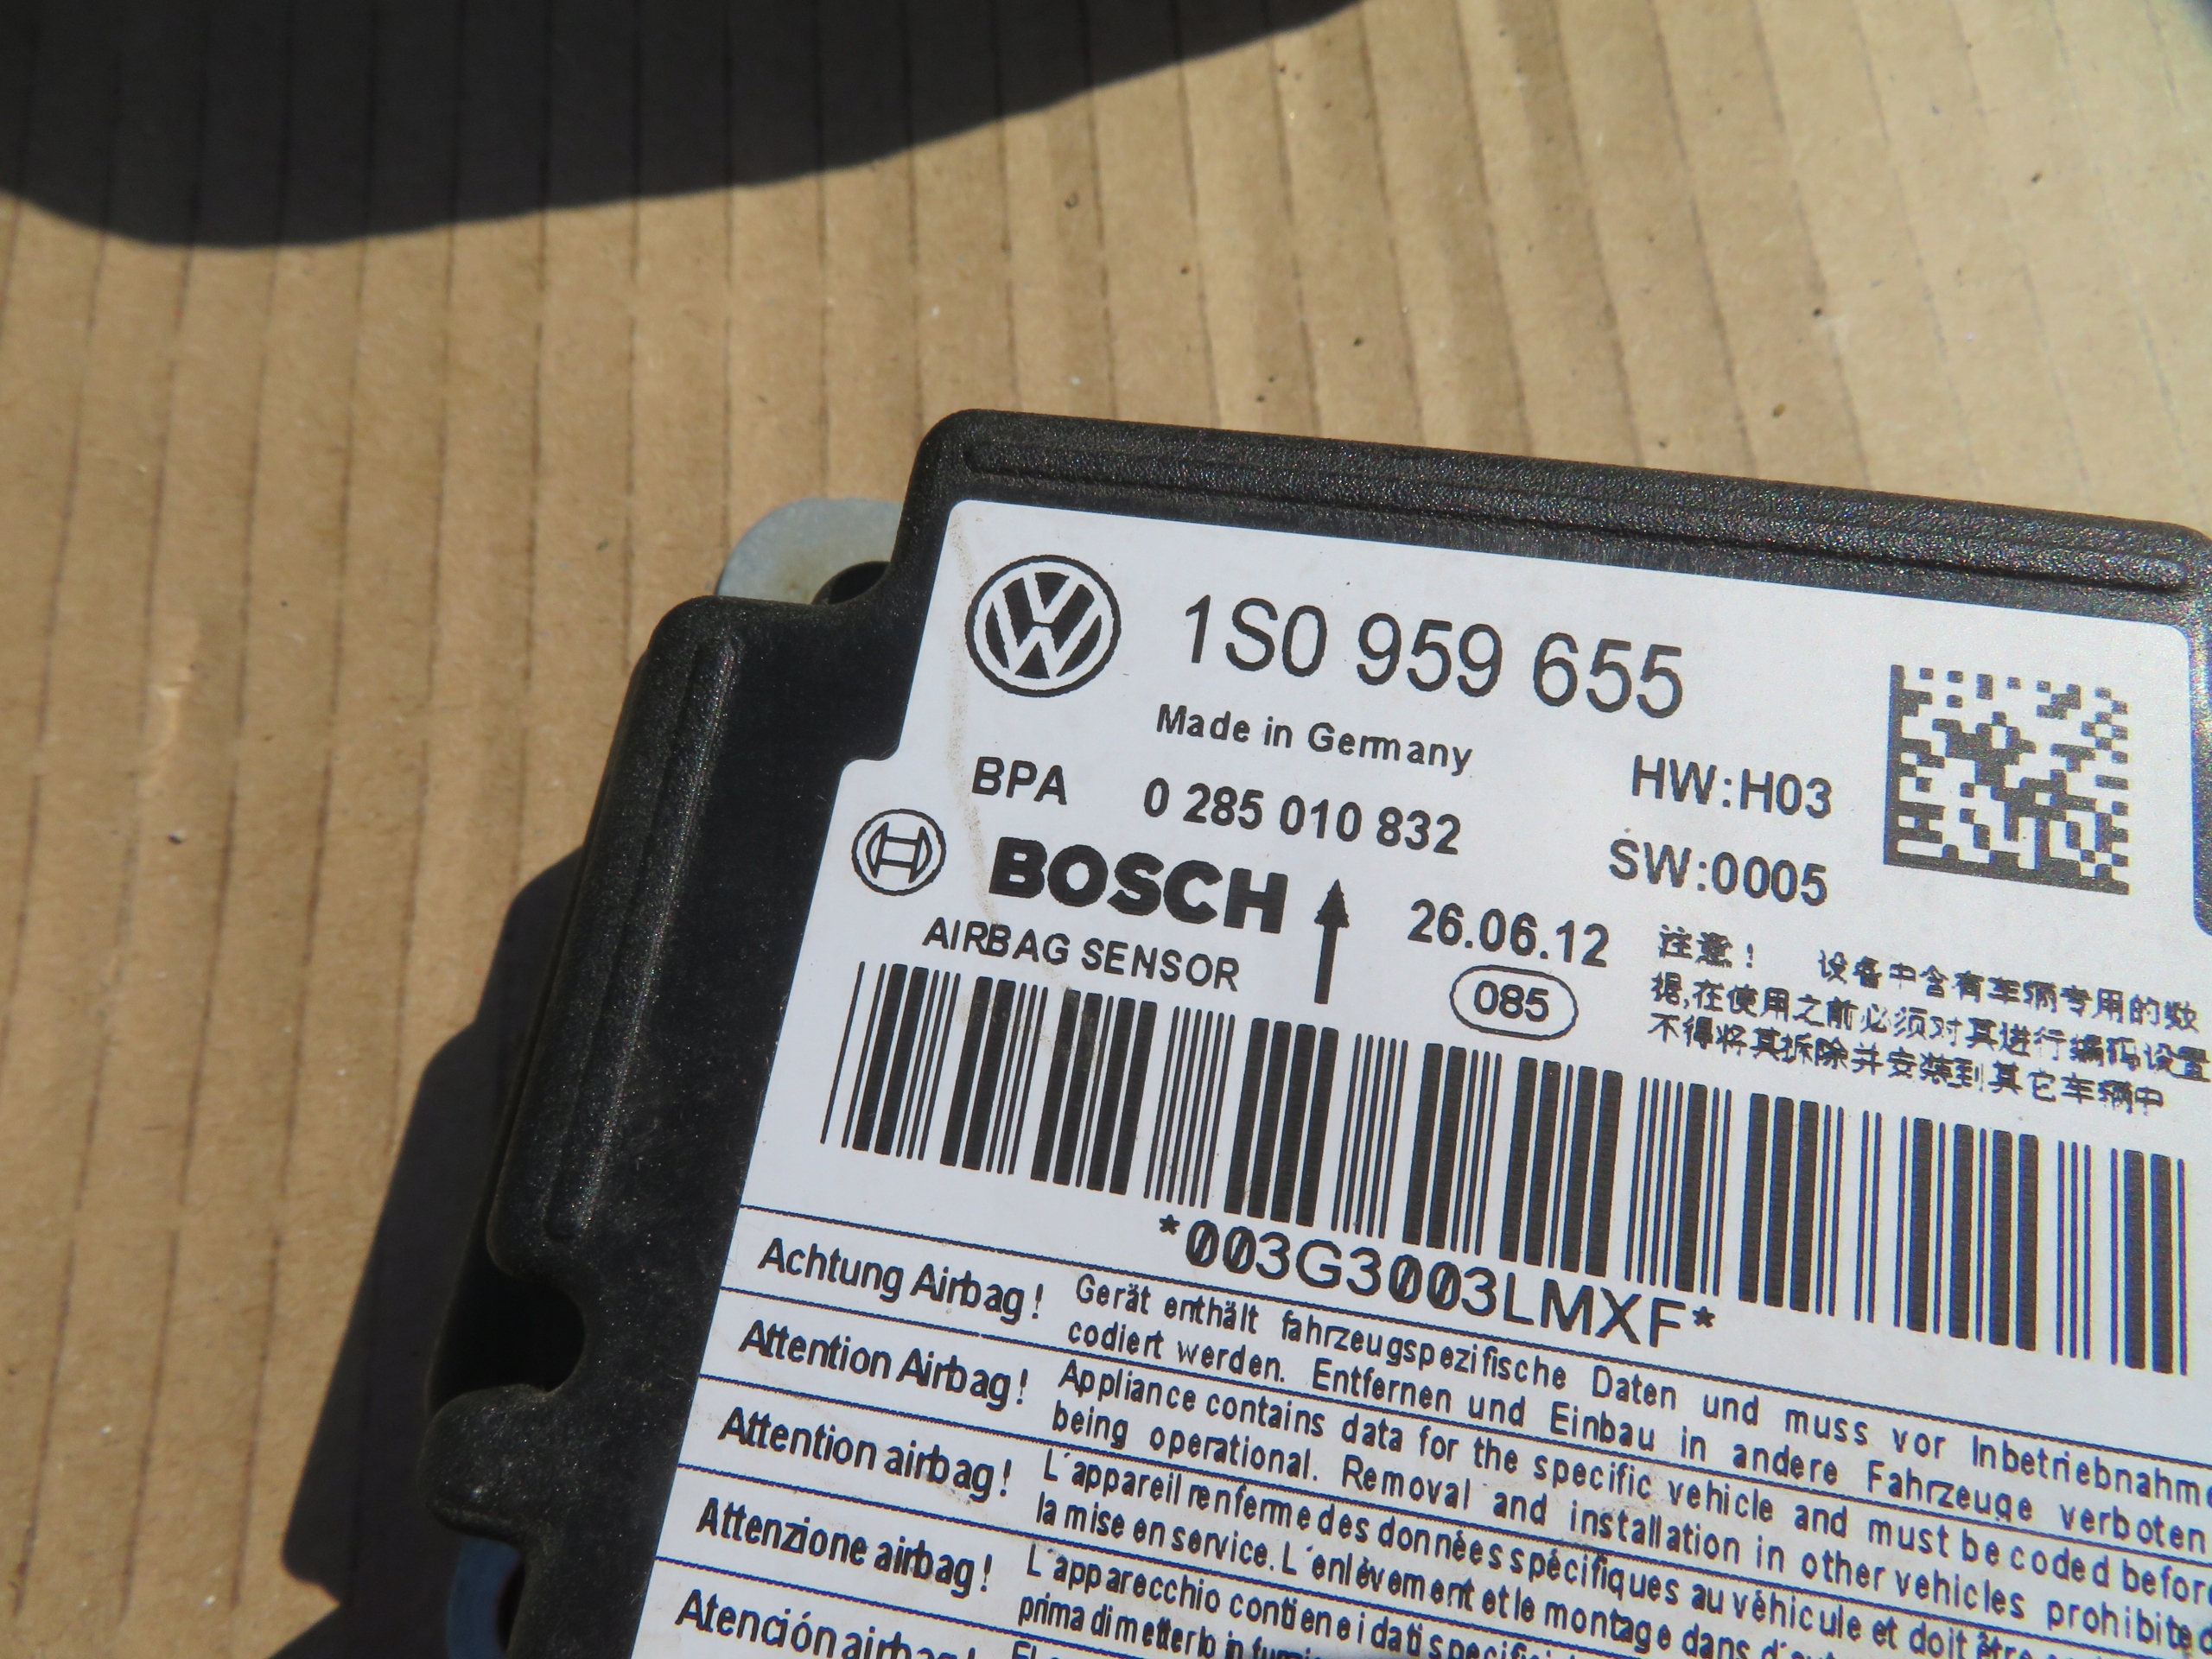 1S0 959 655
Made in Germany
BPA 0 285 010 832 HW:H03
BOSCH SW:0005
AIRBAG SENSOR 26.06.12
085
注意！ 设备中含有车辆专用的数
据,在使用之前必须对其进行编码设置
不得将其拆除并安装到其它车辆中
*003G3003LMXF*
Achtung Airbag! Gerät enthält fahrzeugspezifische Daten und muss vor Inbetriebnahme
codiert werden. Entfernen und Einbau in andere Fahrzeuge verboten
Attention Airbag! Appliance contains data for the specific vehicle and must be coded before
being operational. Removal and installation in other vehicles prohibited
Attention airbag! L'appareil renferme des données spécifiques au véhicule et doit être
la mise en service. L'enlèvement et le montage dans
Attenzione airbag! L'apparecchio contiene i dati
prima di metterlo in
Atención airbag!